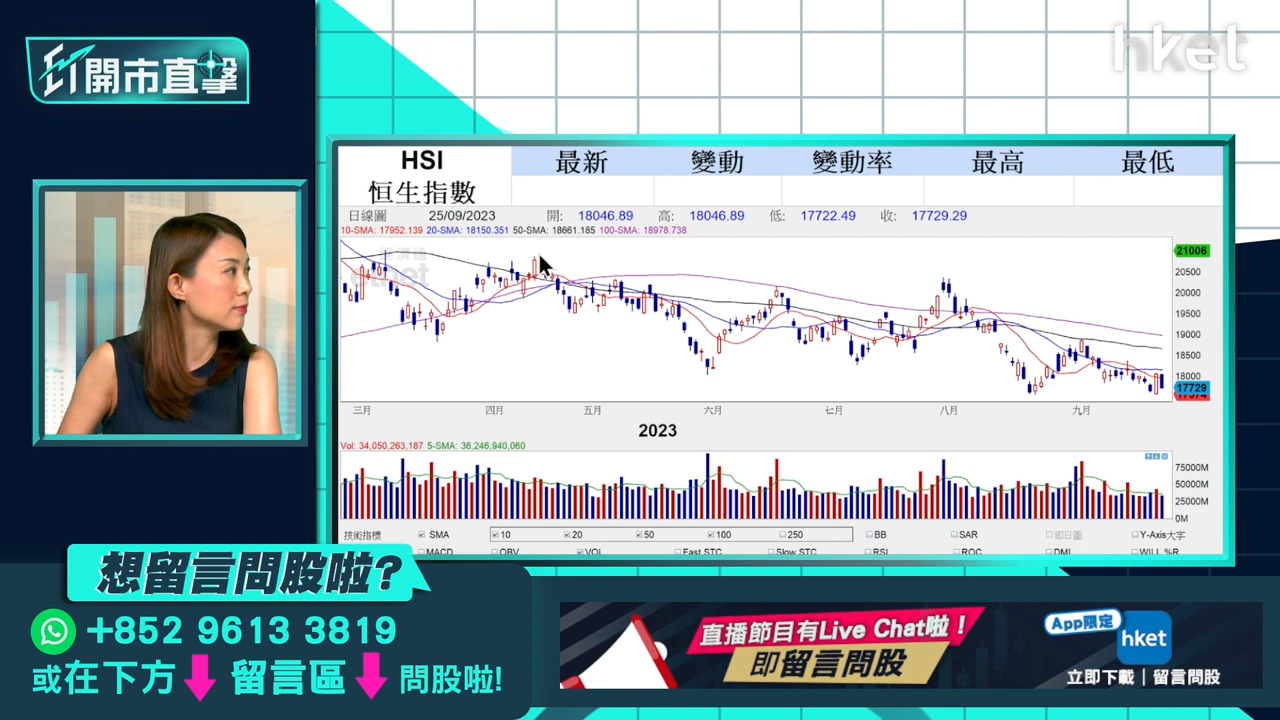 開市直擊
hket
HSI 最新 變動 變動率 最高 最低
恒生指數
日線圖 25/09/2023 開: 18046.89 高: 18046.89 低: 17722.49 收: 17729.29
10-SMA: 17952.139 20-SMA: 18150.351 50-SMA: 18661.185 100-SMA: 18978.738
經濟通
etnet
21006
20500
20000
19500
19000
18500
18000
17729
三月 四月 五月 六月 七月 八月 九月
2023
Vol: 34,050,263,187 5-SMA: 36,246,940,060
75000M
50000M
25000M
0M
技術指標 SMA 10 20 50 100 250 BB SAR 即日圖 Y-Axis大字
MACD OBV VOL Fast STC Slow STC RSI ROC DMI WILL %R
想留言問股啦?
+852 9613 3819
或在下方 留言區 問股啦!
直播節目有Live Chat啦!
即留言問股
App限定
hket
立即下載|留言問股